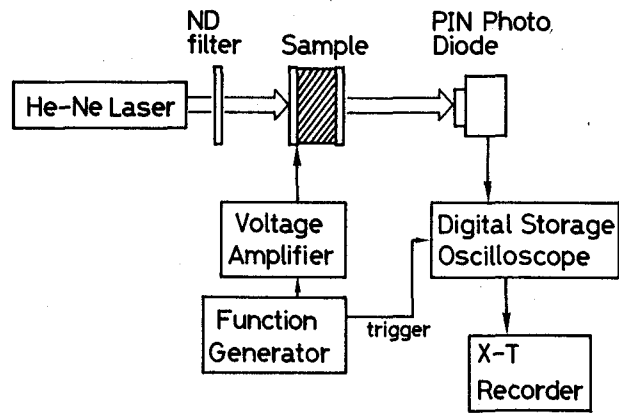 ND
filter
Sample
PIN Photo
Diode
He-Ne Laser
Voltage
Amplifier
Digital Storage
Oscilloscope
Function
Generator
trigger
X-T
Recorder